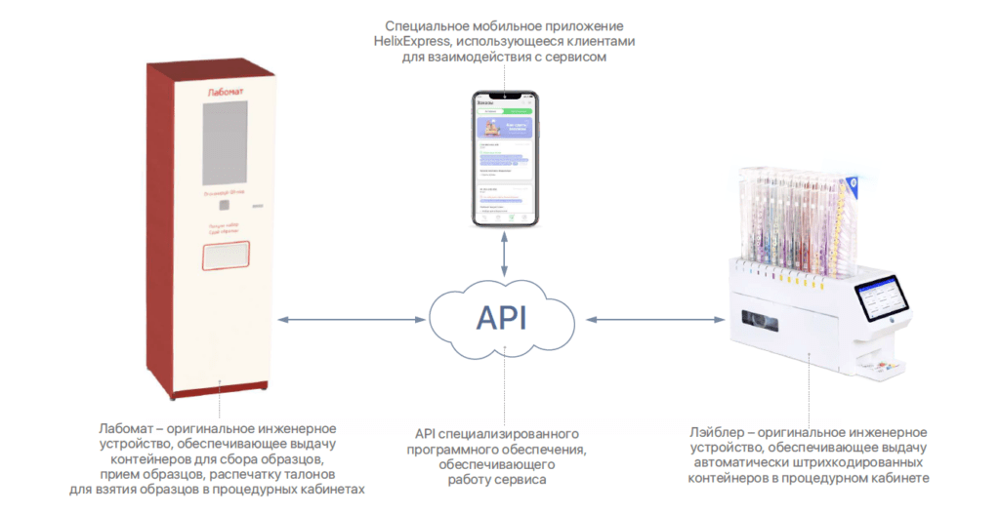 Специальное мобильное приложение
HelixExpress, использующееся клиентами
для взаимодействия с сервисом
Лабомат
Заказы
API
Лабомат – оригинальное инженерное
устройство, обеспечивающее выдачу
контейнеров для сбора образцов,
прием образцов, распечатку талонов
для взятия образцов в процедурных кабинетах
API специализированного
программного обеспечения,
обеспечивающего
работу сервиса
Лэйблер – оригинальное инженерное
устройство, обеспечивающее выдачу
автоматически штрихкодированных
контейнеров в процедурном кабинете